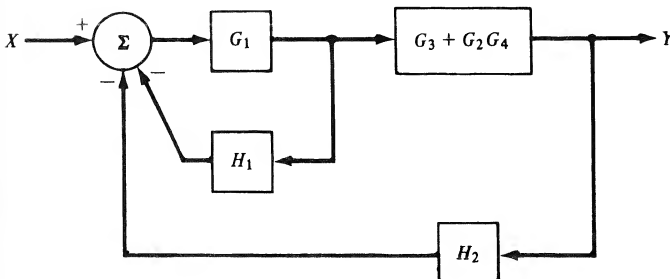 X + Σ G₁ G₃ + G₂G₄ Y
− −
H₁
H₂